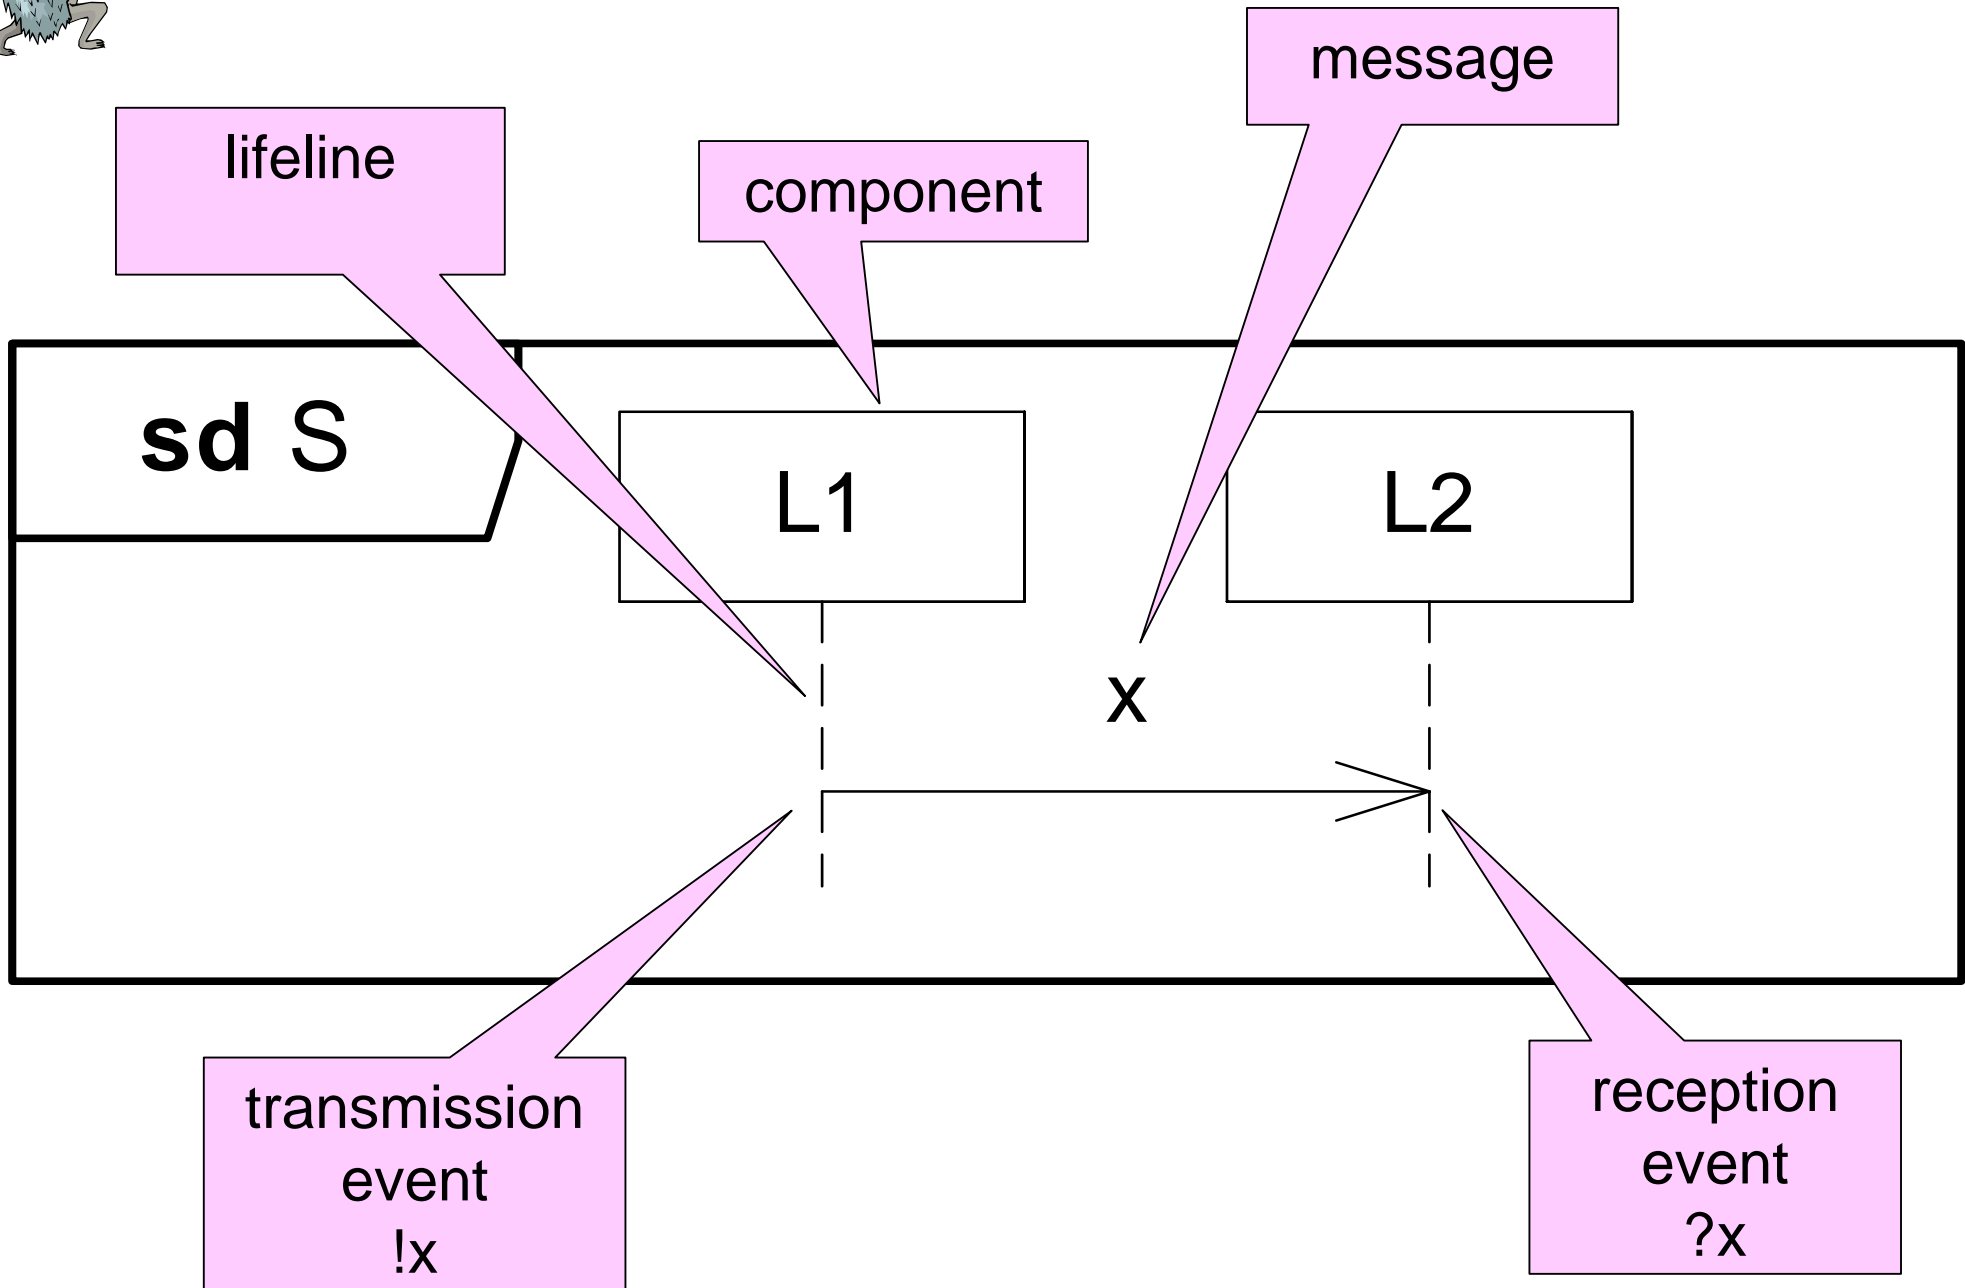 message
lifeline
component
sd S
L1
L2
x
transmission
event
!x
reception
event
?x